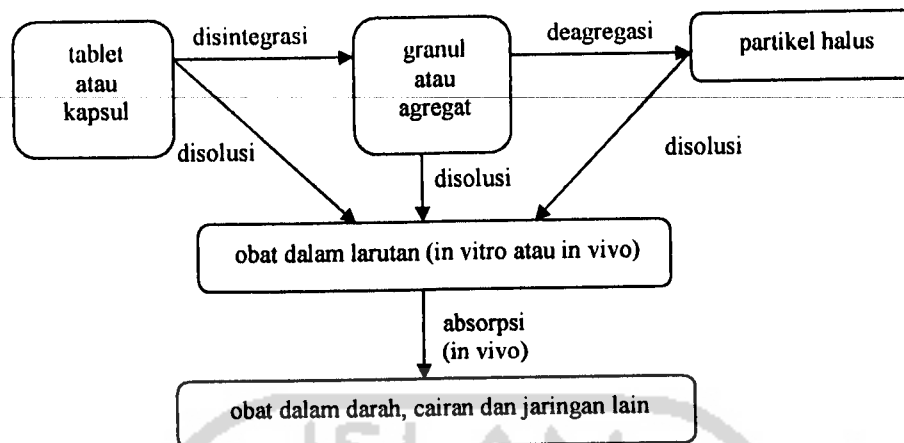 tablet
atau
kapsul
disintegrasi
granul
atau
agregat
deagregasi
partikel halus
disolusi
disolusi
disolusi
obat dalam larutan (in vitro atau in vivo)
absorpsi
(in vivo)
obat dalam darah, cairan dan jaringan lain
ISLAM